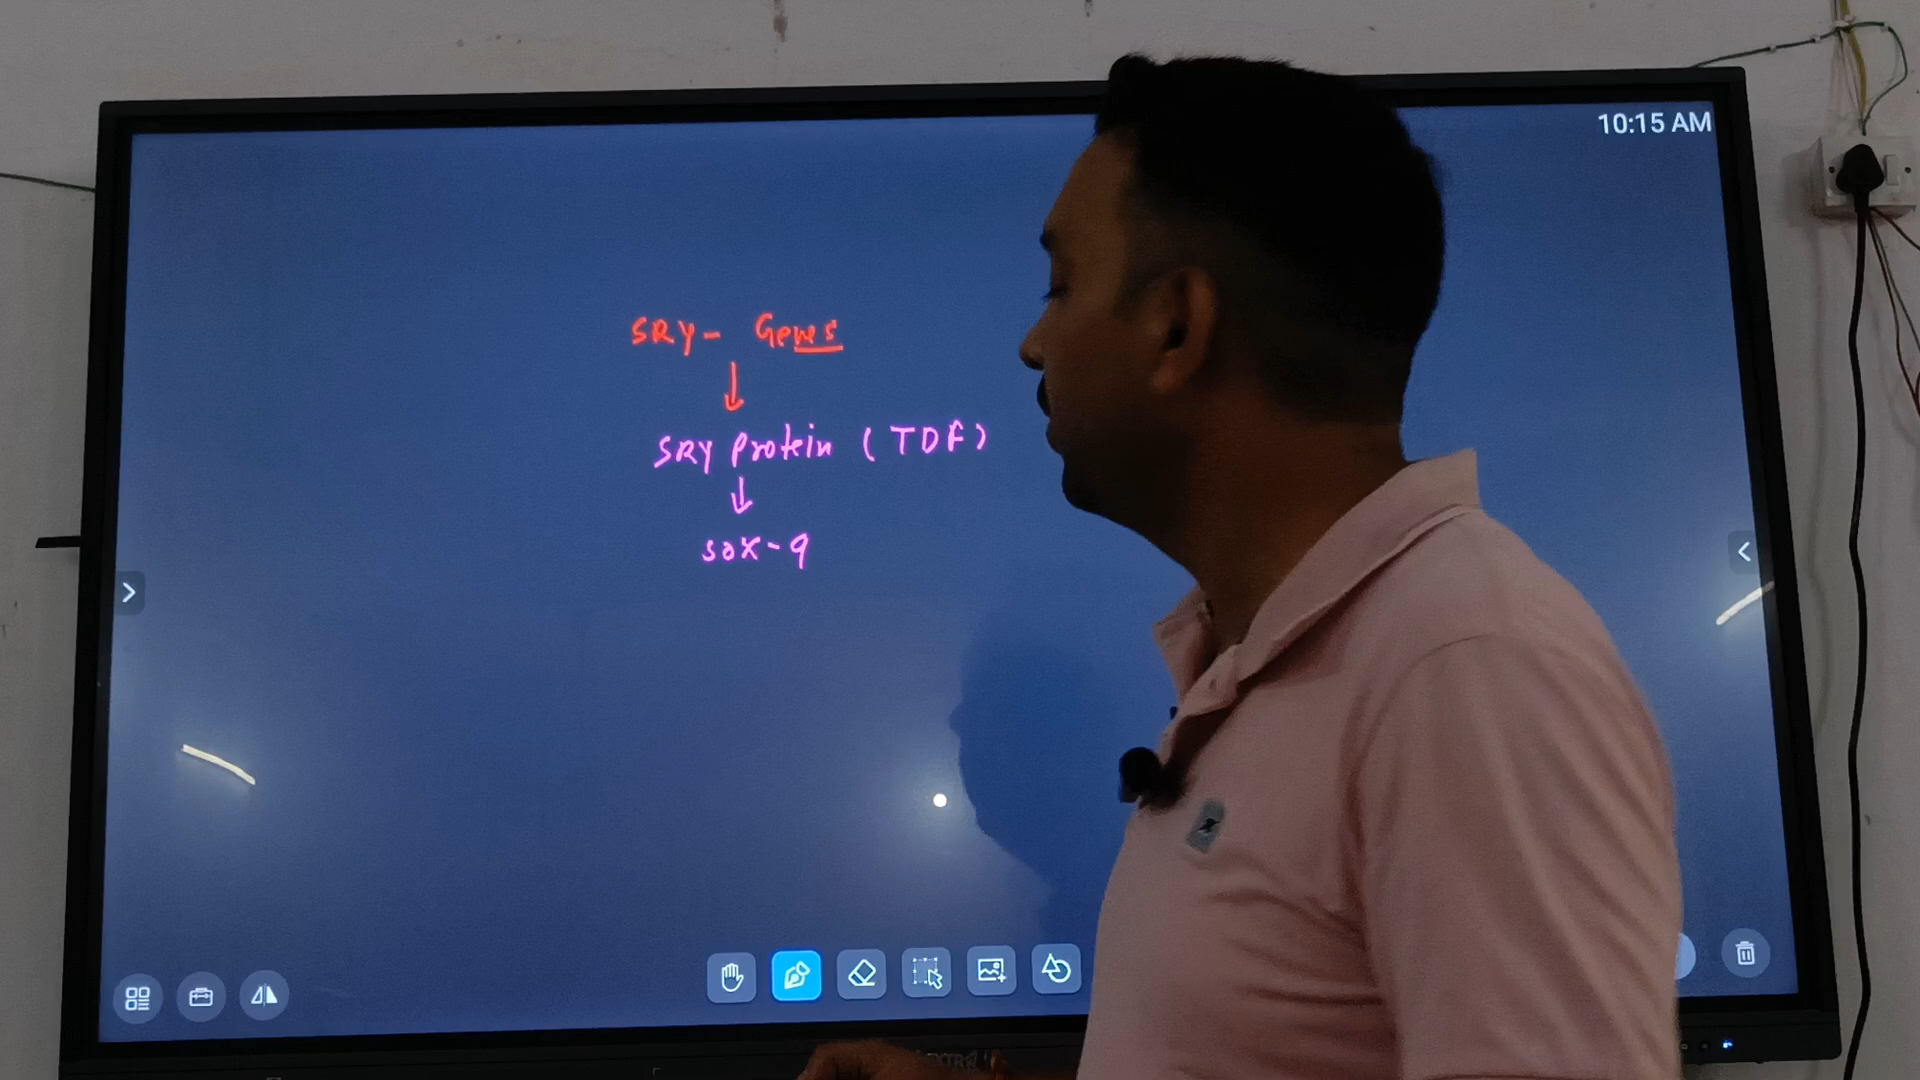 10:15 AM
SRY- Genes
SRY Protein (TDF)
SOX-9